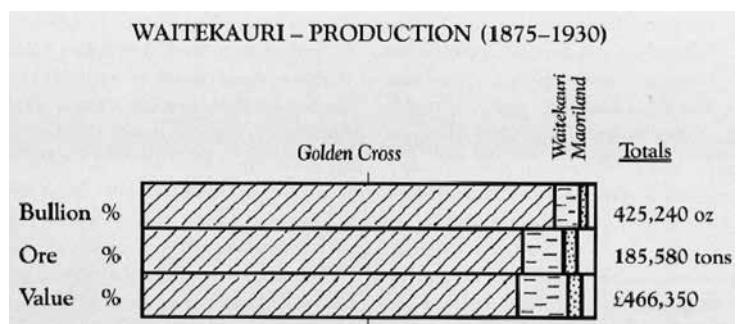 WAITEKAURI – PRODUCTION (1875–1930)
Waitekauri
Maoriland
Golden Cross
Totals
Bullion % 425,240 oz
Ore % 185,580 tons
Value % £466,350